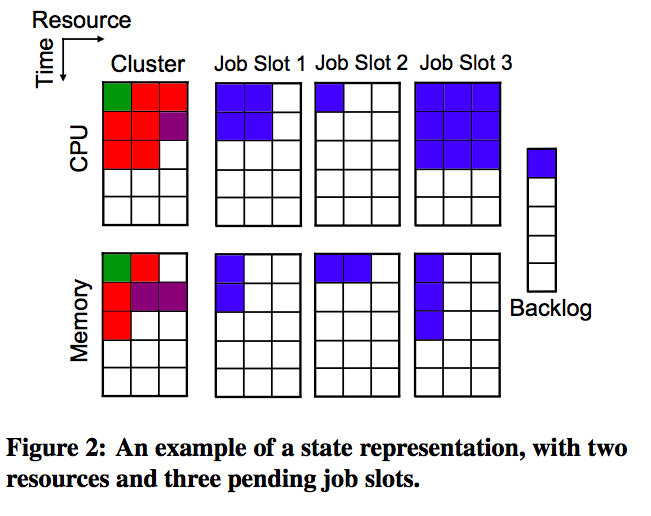 Resource
Time
Cluster
Job Slot 1
Job Slot 2
Job Slot 3
CPU
Memory
Backlog
Figure 2: An example of a state representation, with two
resources and three pending job slots.